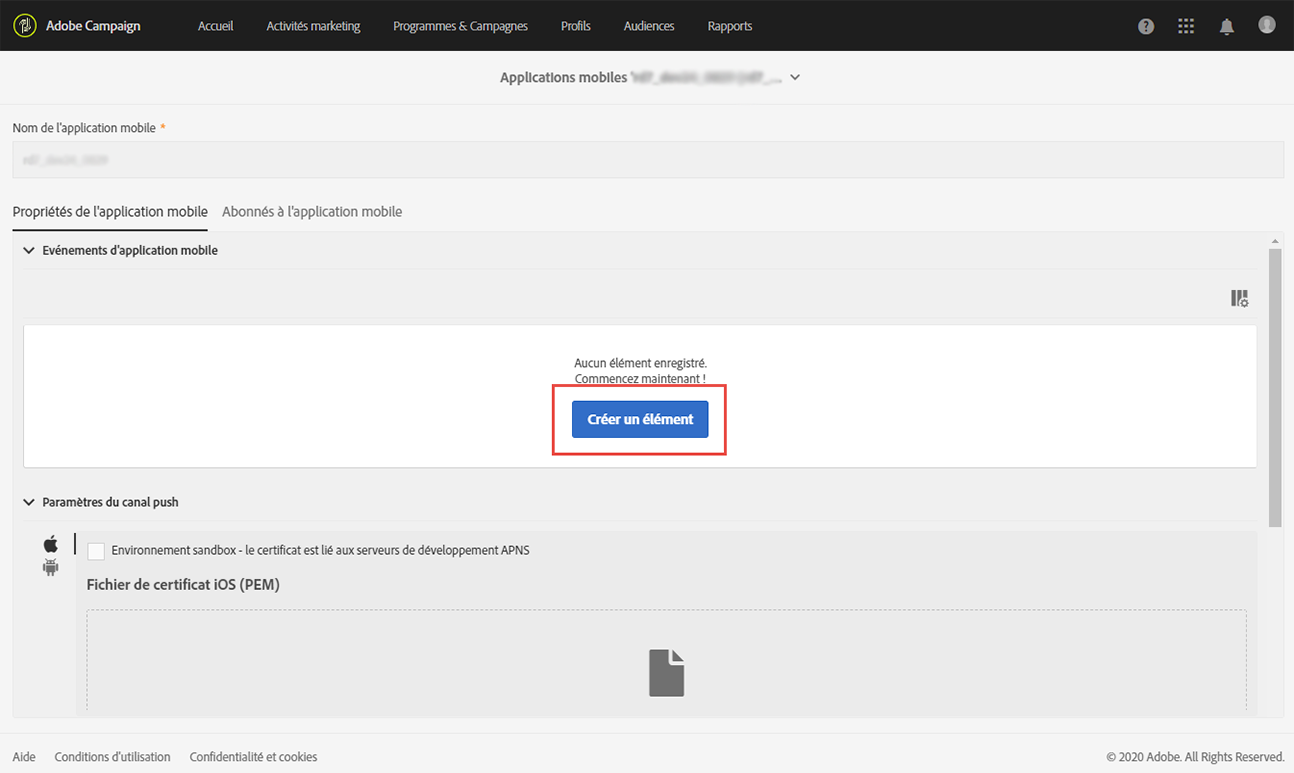 Adobe Campaign
Accueil
Activités marketing
Programmes & Campagnes
Profils
Audiences
Rapports
Applications mobiles '
Nom de l'application mobile *
Propriétés de l'application mobile
Abonnés à l'application mobile
Evénements d'application mobile
Aucun élément enregistré.
Commencez maintenant !
Créer un élément
Paramètres du canal push
Environnement sandbox - le certificat est lié aux serveurs de développement APNS
Fichier de certificat iOS (PEM)
Aide
Conditions d'utilisation
Confidentialité et cookies
© 2020 Adobe. All Rights Reserved.